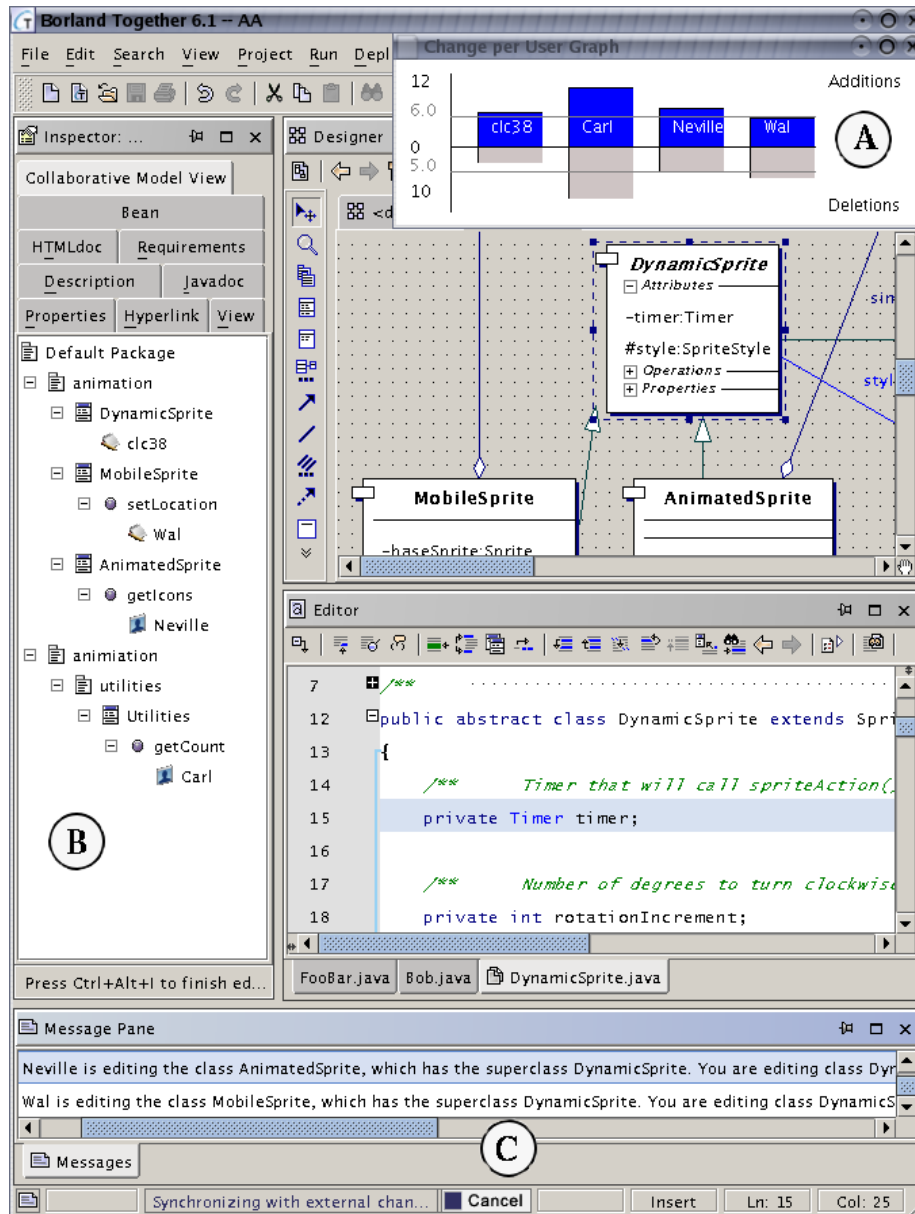 Borland Together 6.1 -- AA
File Edit Search View Project Run Depl
Change per User Graph
12
6.0
0
5.0
10
clc38 Carl Neville Wal
Additions
A
Deletions
Inspector: ...
Collaborative Model View
Bean
HTMLdoc Requirements
Description Javadoc
Properties Hyperlink View
Default Package
animation
DynamicSprite
clc38
MobileSprite
setLocation
Wal
AnimatedSprite
getIcons
Neville
animiation
utilities
Utilities
getCount
Carl
B
Press Ctrl+Alt+I to finish ed...
Designer
<d
DynamicSprite
Attributes
-timer:Timer
#style:SpriteStyle
Operations
Properties
sin
styl
MobileSprite
-baseSprite:Sprite
AnimatedSprite
Editor
7 /**
12 public abstract class DynamicSprite extends Spri
13 {
14 /** Timer that will call spriteAction(
15 private Timer timer;
16
17 /** Number of degrees to turn clockwise
18 private int rotationIncrement;
FooBar.java Bob.java DynamicSprite.java
Message Pane
Neville is editing the class AnimatedSprite, which has the superclass DynamicSprite. You are editing class Dyn
Wal is editing the class MobileSprite, which has the superclass DynamicSprite. You are editing class DynamicS
C
Messages
Synchronizing with external chan... Cancel Insert Ln: 15 Col: 25